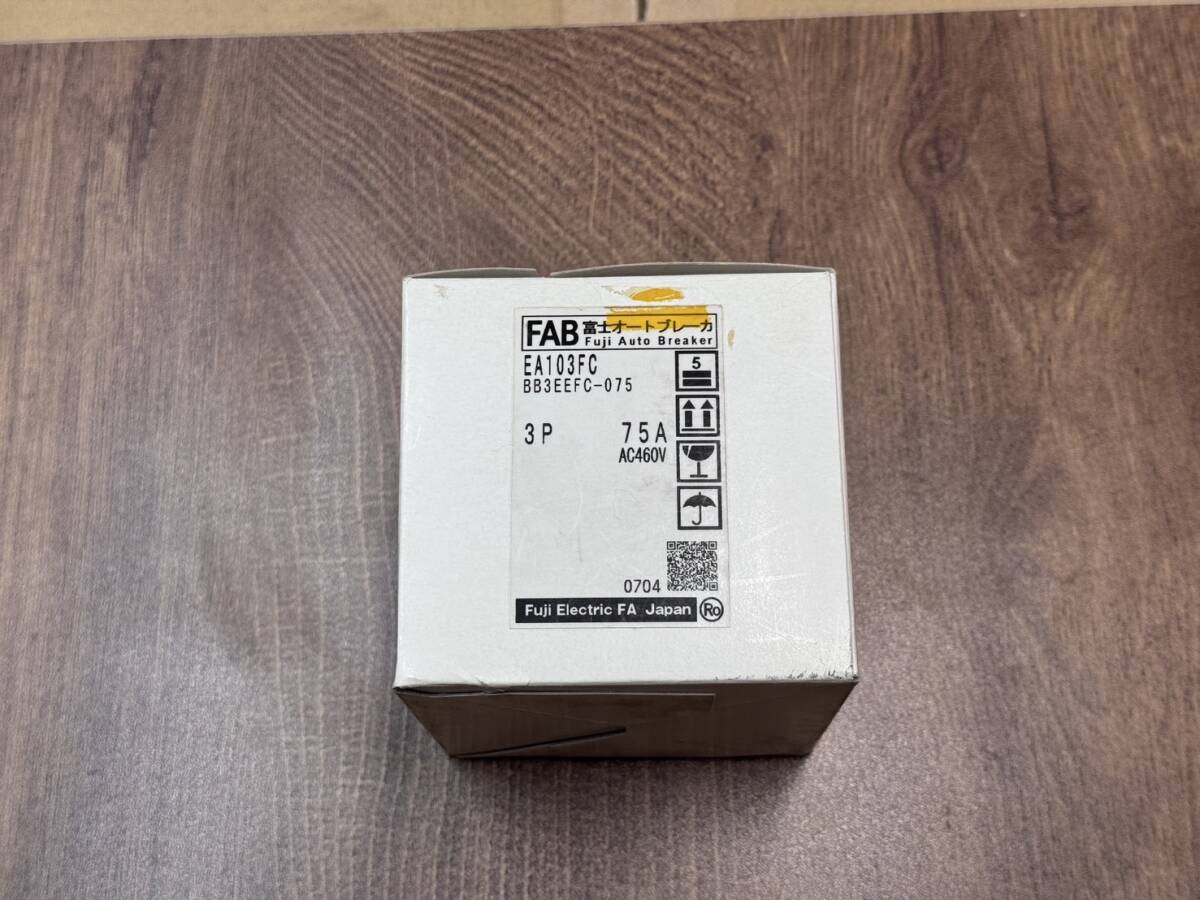 FAB 富士オートブレーカ
Fuji Auto Breaker
EA103FC
BB3EEFC-075
5
3P 75A
AC460V
0704
Fuji Electric FA Japan Ro